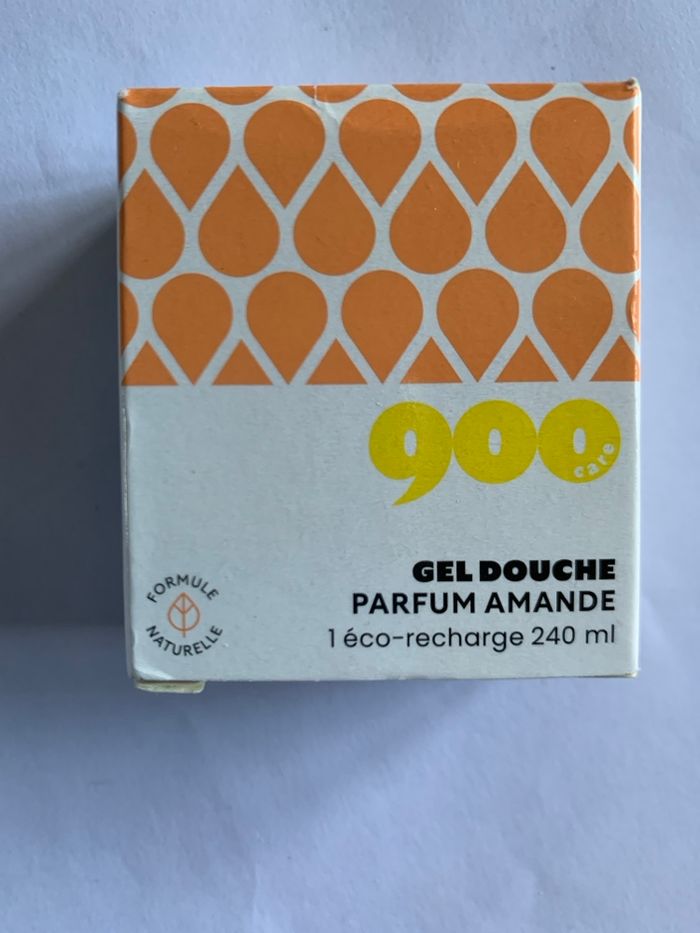 900
care
GEL DOUCHE
PARFUM AMANDE
1 éco-recharge 240 ml
FORMULE
NATURELLE